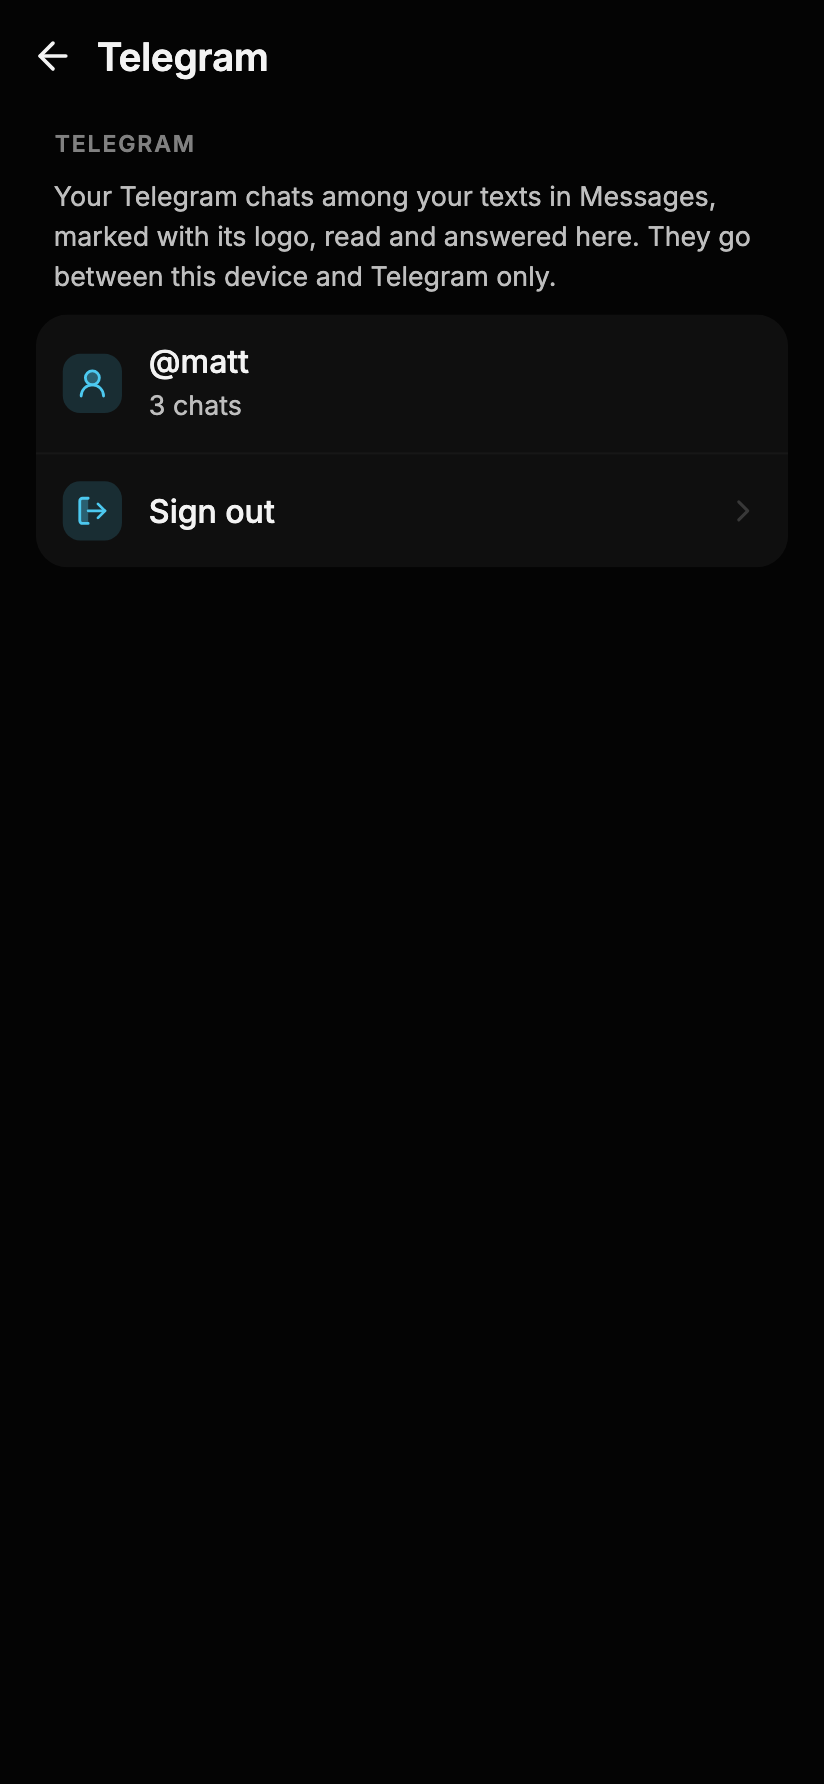 Telegram
TELEGRAM
Your Telegram chats among your texts in Messages,
marked with its logo, read and answered here. They go
between this device and Telegram only.
@matt
3 chats
Sign out